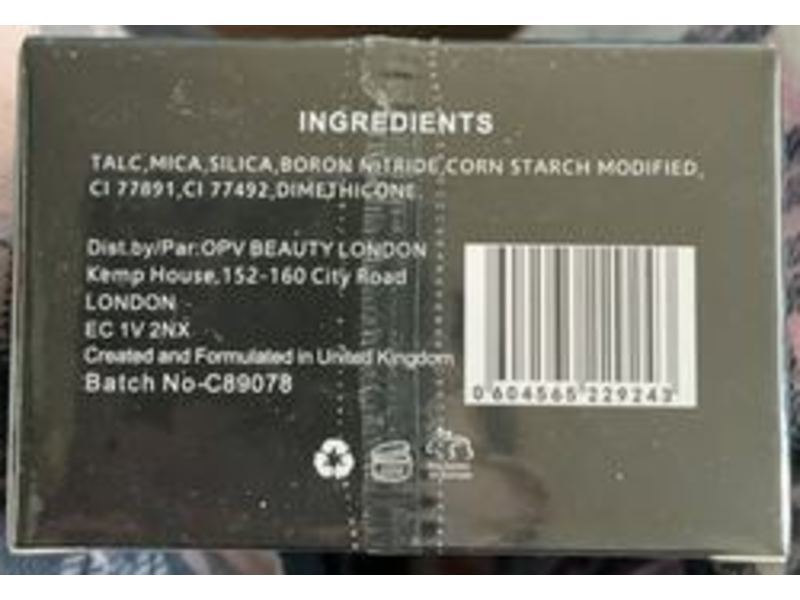 INGREDIENTS
TALC,MICA,SILICA,BORON NITRIDE,CORN STARCH MODIFIED,
CI 77891,CI 77492,DIMETHICONE.
Dist.by/Par:OPV BEAUTY LONDON
Kemp House,152-160 City Road
LONDON
EC 1V 2NX
Created and Formulated in United Kingdom
Batch No-C89078
0 604565 229243